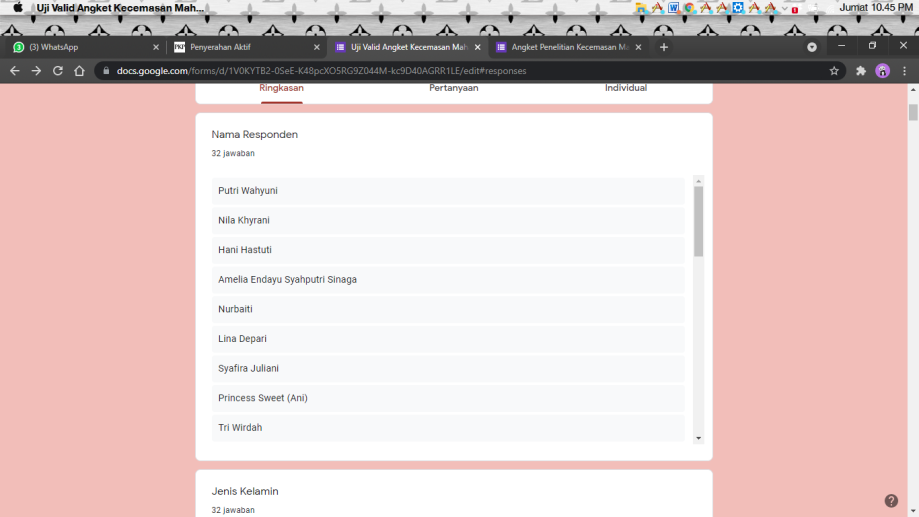 Uji Valid Angket Kecemasan Mah...
Jumat 10.45 PM
(3) WhatsApp
Penyerahan Aktif
Uji Valid Angket Kecemasan Mah
Angket Penelitian Kecemasan Ma
docs.google.com/forms/d/1V0KYTB2-0SeE-K48pcXO5RG9Z044M-kc9D40AGRR1LE/edit#responses
Ringkasan
Pertanyaan
Individual
Nama Responden
32 jawaban
Putri Wahyuni
Nila Khyrani
Hani Hastuti
Amelia Endayu Syahputri Sinaga
Nurbaiti
Lina Depari
Syafira Juliani
Princess Sweet (Ani)
Tri Wirdah
Jenis Kelamin
32 jawaban